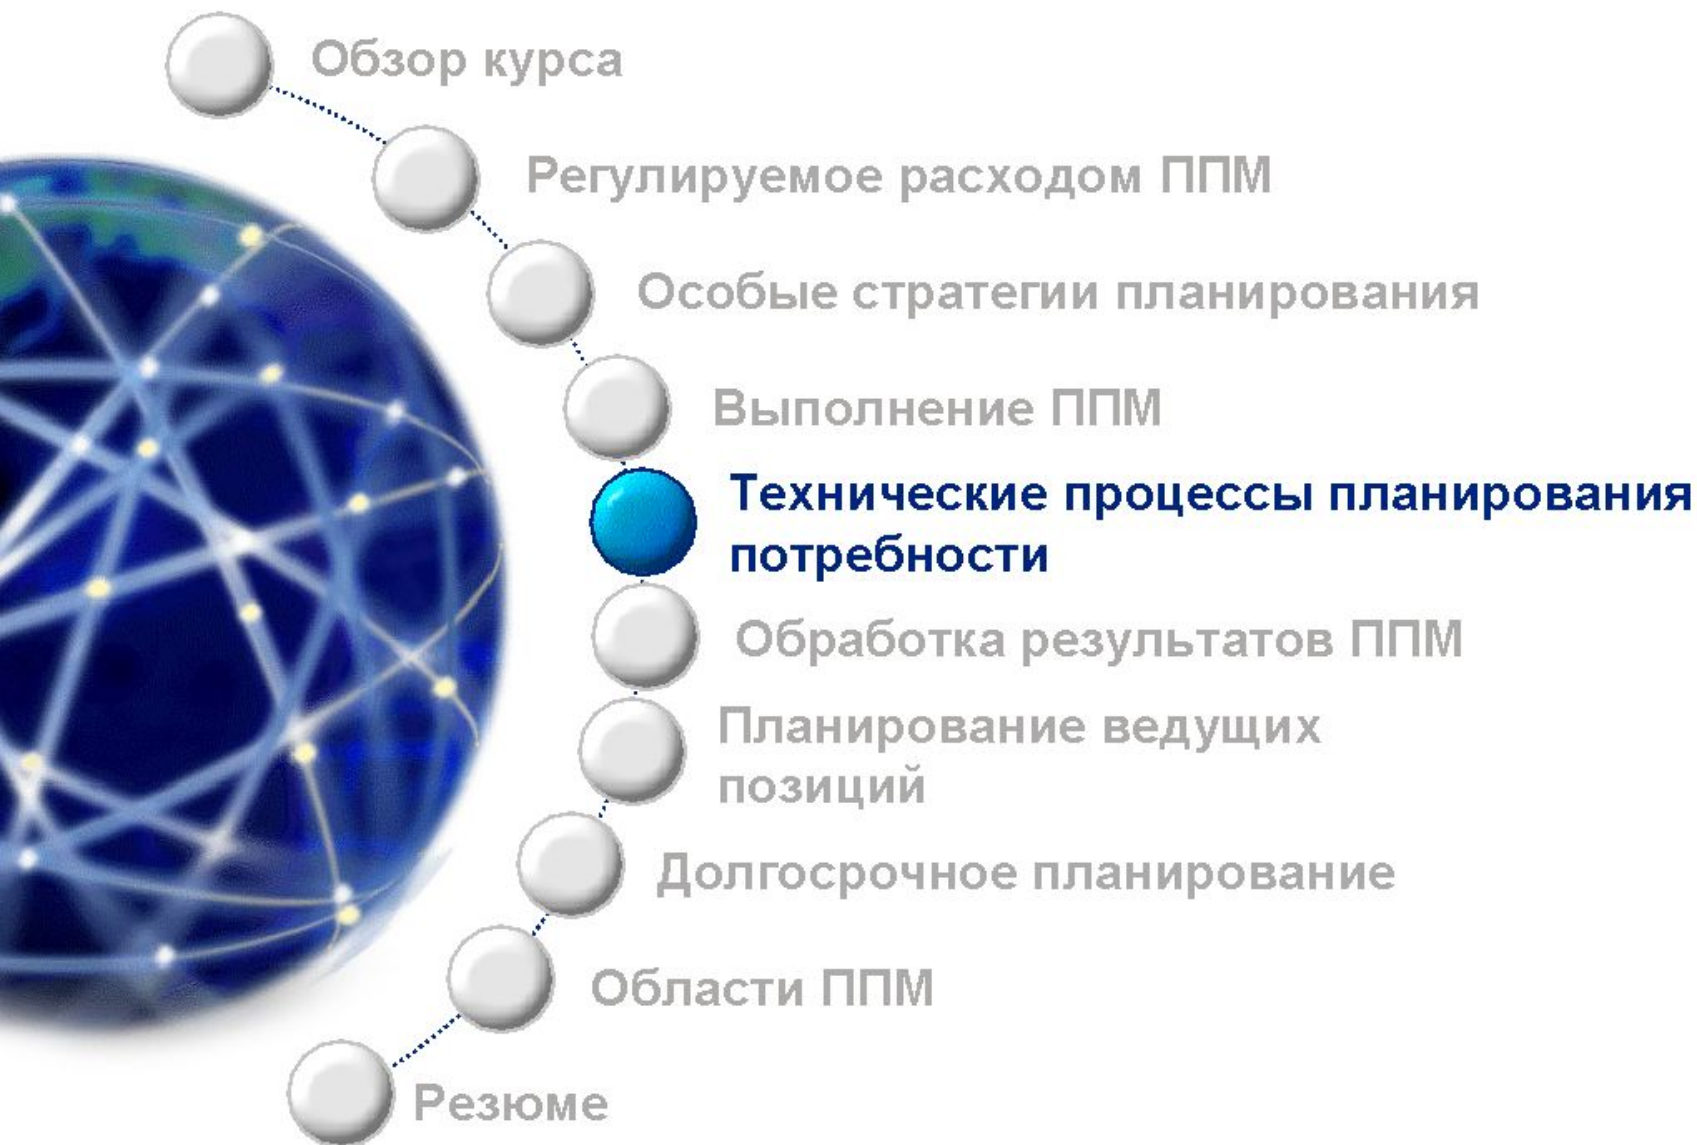 Обзор курса
Регулируемое расходом ППМ
Особые стратегии планирования
Выполнение ППМ
Технические процессы планирования
потребности
Обработка результатов ППМ
Планирование ведущих
позиций
Долгосрочное планирование
Области ППМ
Резюме